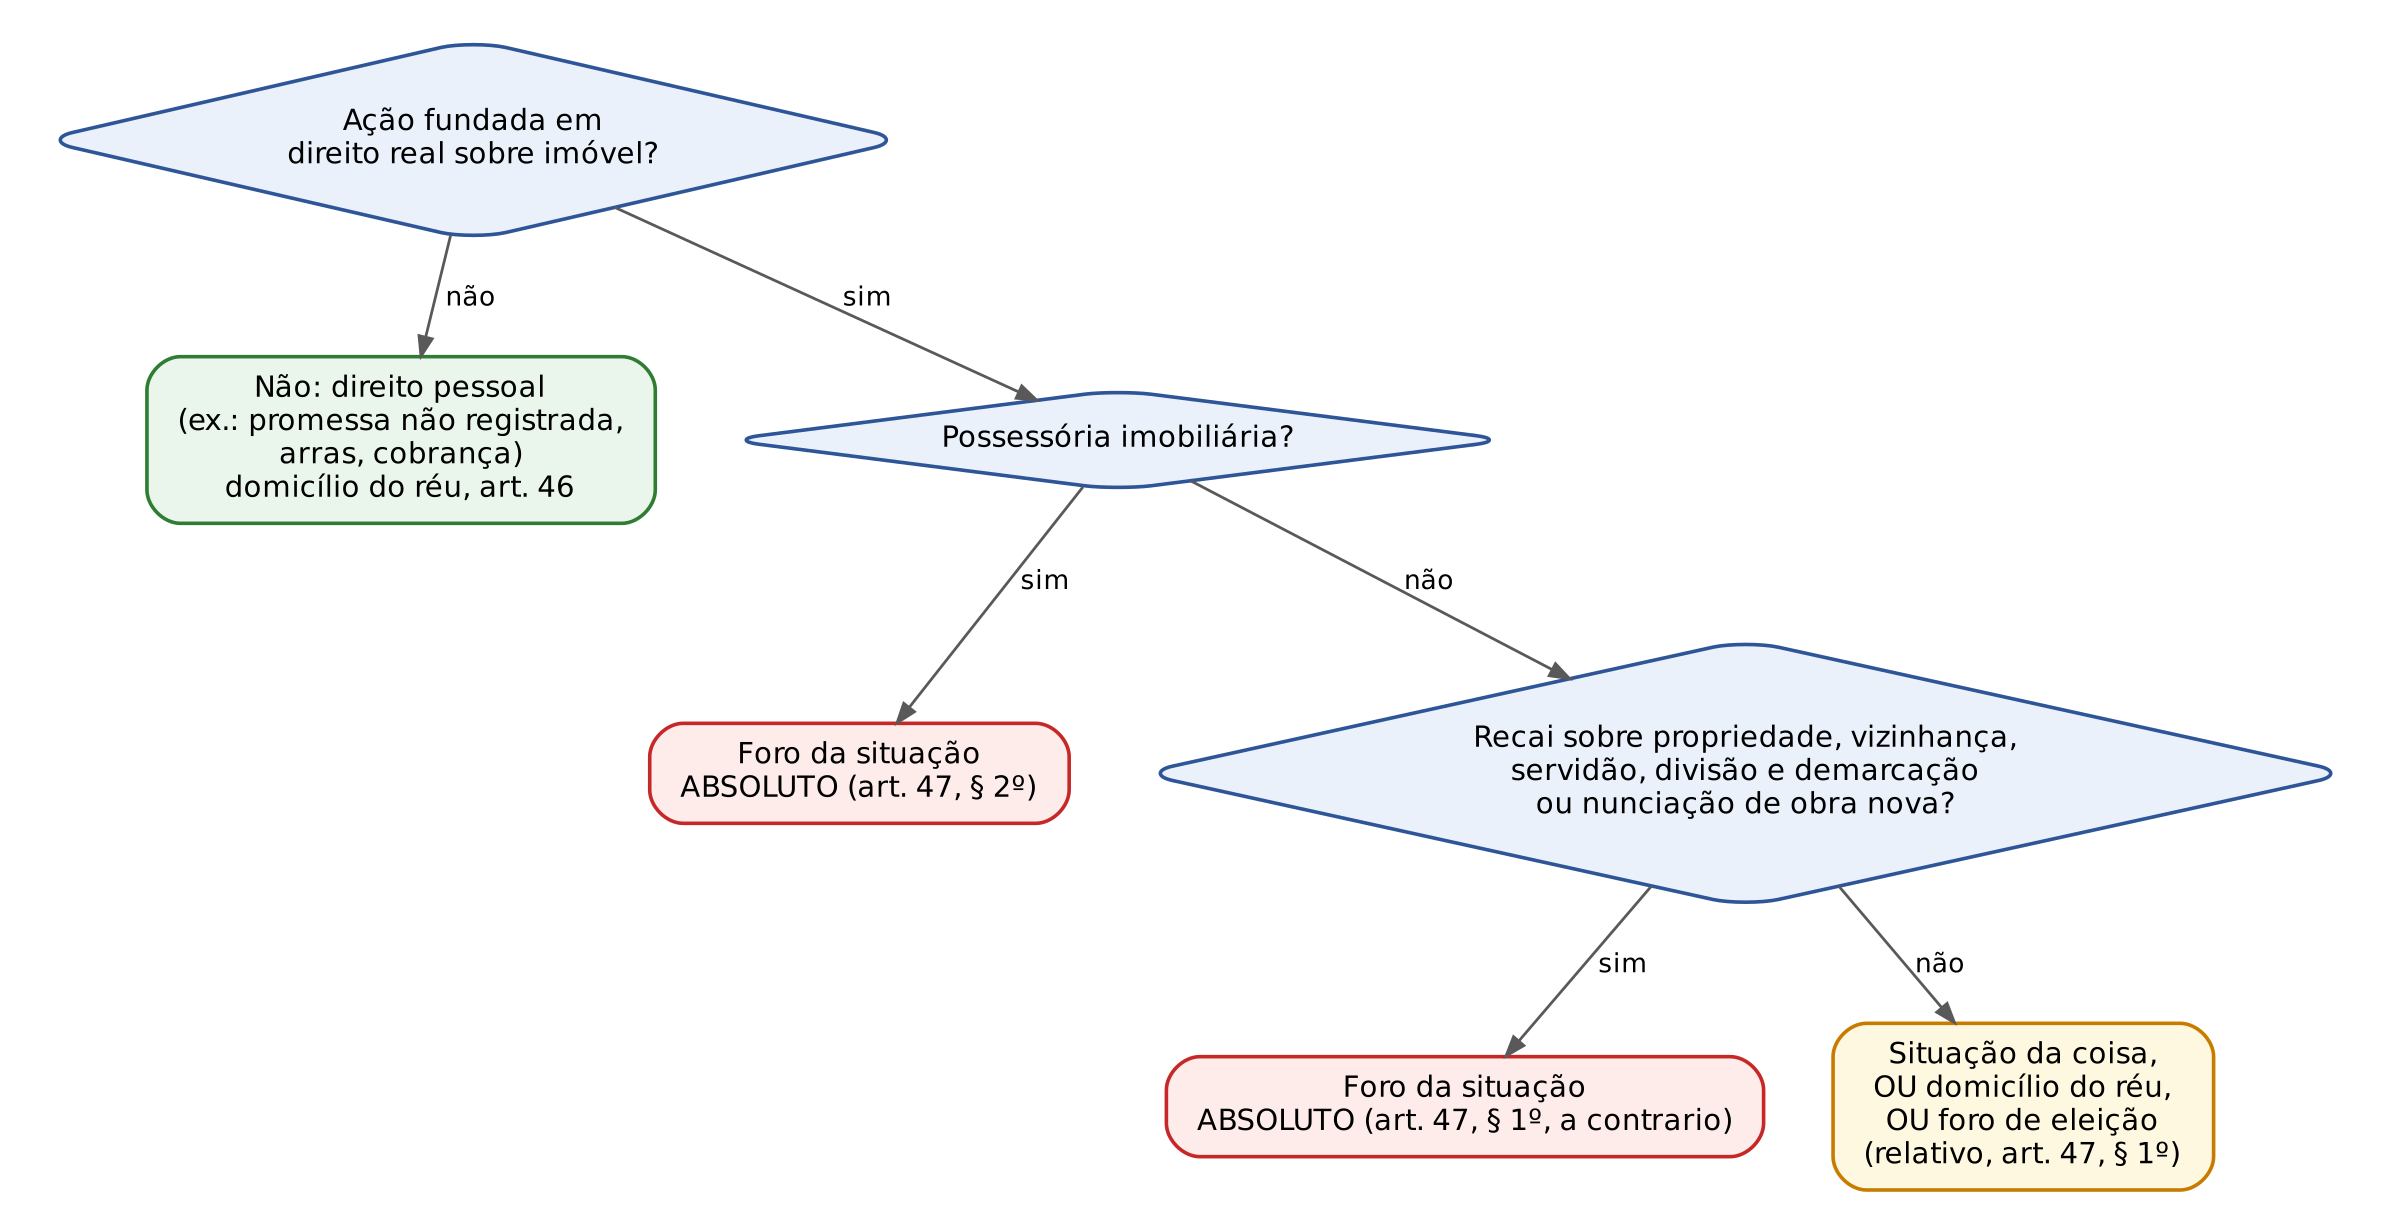 Ação fundada em
direito real sobre imóvel?
não
sim
Não: direito pessoal
(ex.: promessa não registrada,
arras, cobrança)
domicílio do réu, art. 46
Possessória imobiliária?
sim
não
Foro da situação
ABSOLUTO (art. 47, § 2º)
Recai sobre propriedade, vizinhança,
servidão, divisão e demarcação
ou nunciação de obra nova?
sim
não
Foro da situação
ABSOLUTO (art. 47, § 1º, a contrario)
Situação da coisa,
OU domicílio do réu,
OU foro de eleição
(relativo, art. 47, § 1º)